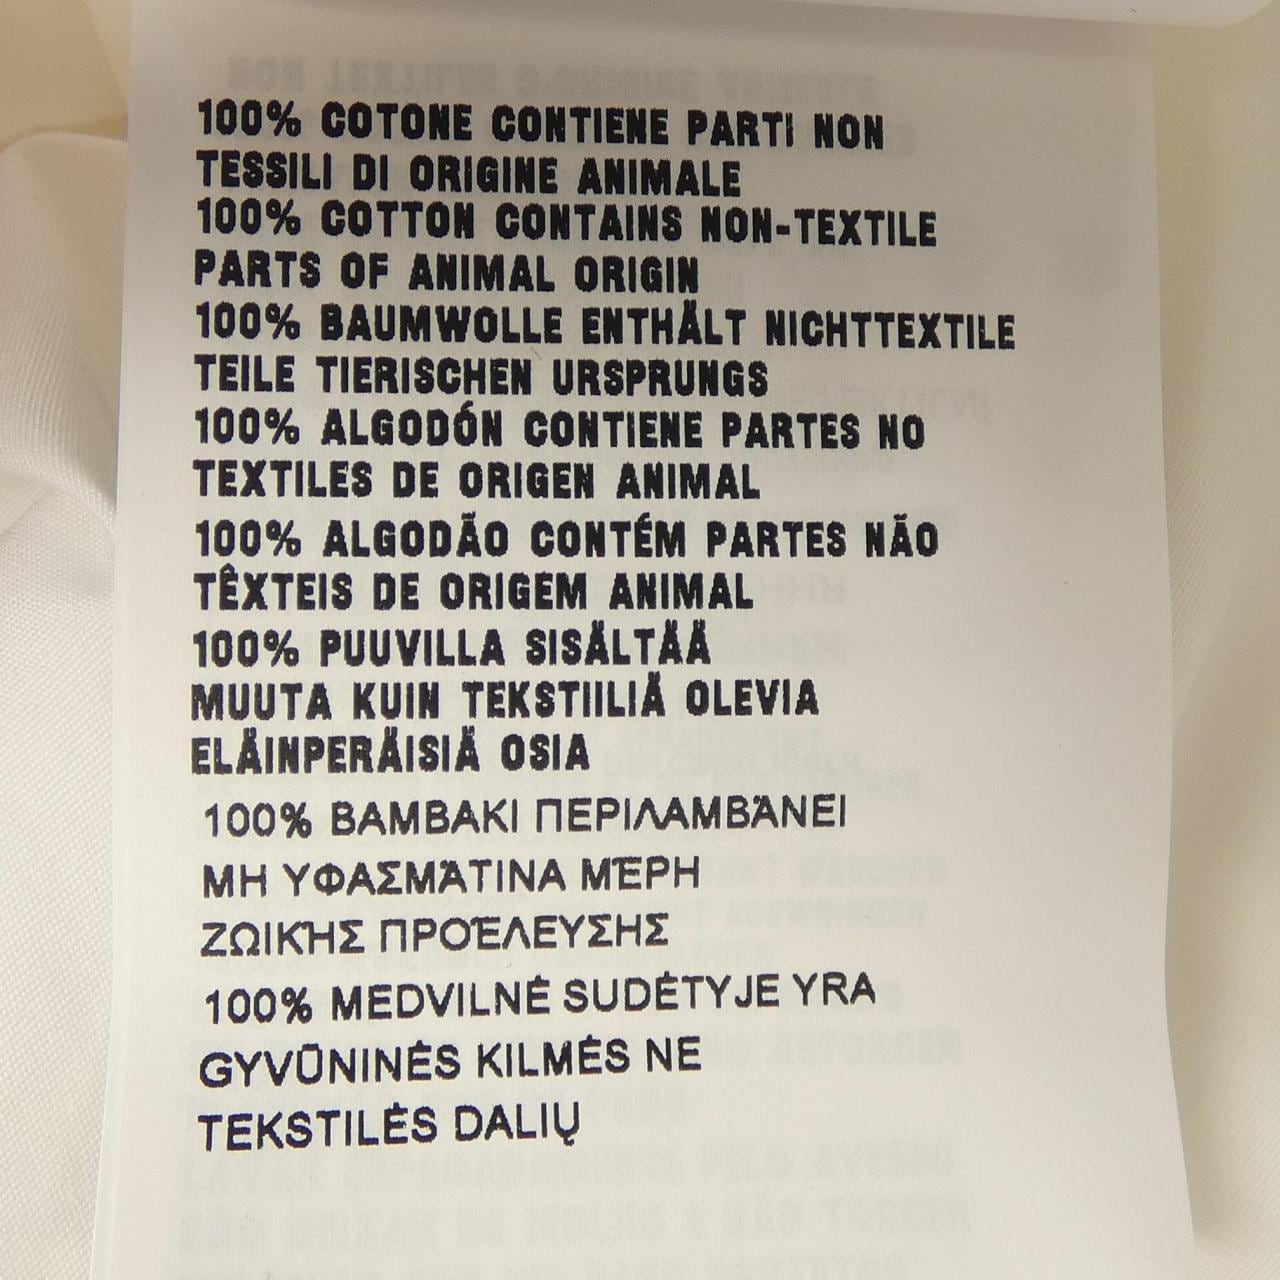 100% COTONE CONTIENE PARTI NON
TESSILI DI ORIGINE ANIMALE
100% COTTON CONTAINS NON-TEXTILE
PARTS OF ANIMAL ORIGIN
100% BAUMWOLLE ENTHÄLT NICHTTEXTILE
TEILE TIERISCHEN URSPRUNGS
100% ALGODÓN CONTIENE PARTES NO
TEXTILES DE ORIGEN ANIMAL
100% ALGODÃO CONTÉM PARTES NÃO
TÊXTEIS DE ORIGEM ANIMAL
100% PUUVILLA SISÄLTÄÄ
MUUTA KUIN TEKSTIILIÄ OLEVIA
ELÄINPERÄISIÄ OSIA
100% ΒΑΜΒΑΚΙ ΠΕΡΙΛΑΜΒΆΝΕΙ
ΜΗ ΥΦΑΣΜΆΤΙΝΑ ΜΈΡΗ
ΖΩΙΚΉΣ ΠΡΟΈΛΕΥΣΗΣ
100% MEDVILNĖ SUDĖTYJE YRA
GYVŪNINĖS KILMĖS NE
TEKSTILĖS DALIŲ